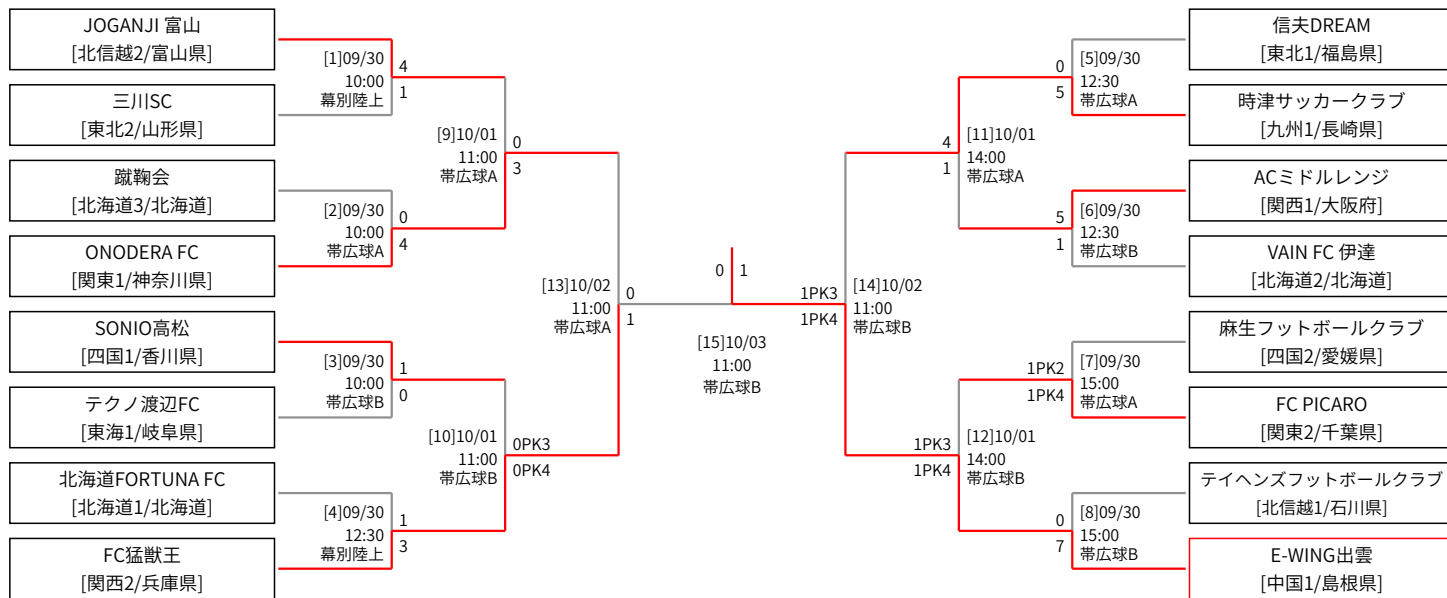 JOGANJI 富山
[北信越2/富山県]
三川SC
[東北2/山形県]
蹴鞠会
[北海道3/北海道]
ONODERA FC
[関東1/神奈川県]
SONIO高松
[四国1/香川県]
テクノ渡辺FC
[東海1/岐阜県]
北海道FORTUNA FC
[北海道1/北海道]
FC猛獣王
[関西2/兵庫県]
[1]09/30
10:00
幕別陸上
4
1
[2]09/30
10:00
帯広球A
0
4
[3]09/30
10:00
帯広球B
1
0
[4]09/30
12:30
幕別陸上
1
3
[9]10/01
11:00
帯広球A
0
3
[10]10/01
11:00
帯広球B
0PK3
0PK4
[13]10/02
11:00
帯広球A
0
1
0
1
[15]10/03
11:00
帯広球B
1PK3
1PK4
[14]10/02
11:00
帯広球B
4
1
[11]10/01
14:00
帯広球A
1PK3
1PK4
[12]10/01
14:00
帯広球B
0
5
[5]09/30
12:30
帯広球A
5
1
[6]09/30
12:30
帯広球B
1PK2
1PK4
[7]09/30
15:00
帯広球A
0
7
[8]09/30
15:00
帯広球B
信夫DREAM
[東北1/福島県]
時津サッカークラブ
[九州1/長崎県]
ACミドルレンジ
[関西1/大阪府]
VAIN FC 伊達
[北海道2/北海道]
麻生フットボールクラブ
[四国2/愛媛県]
FC PICARO
[関東2/千葉県]
テイヘンズフットボールクラブ
[北信越1/石川県]
E-WING出雲
[中国1/島根県]